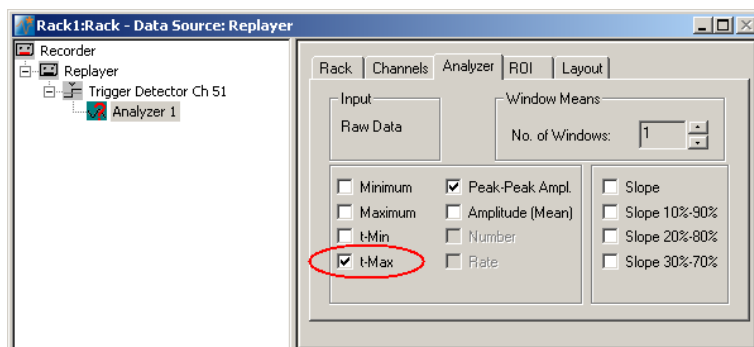 Rack1:Rack - Data Source: Replayer
Recorder
Replayer
Trigger Detector Ch 51
Analyzer 1
Rack Channels Analyzer ROI Layout
Input
Raw Data
Window Means
No. of Windows: 1
Minimum Peak-Peak Ampl. Slope
Maximum Amplitude (Mean) Slope 10%-90%
t-Min Number Slope 20%-80%
t-Max Rate Slope 30%-70%